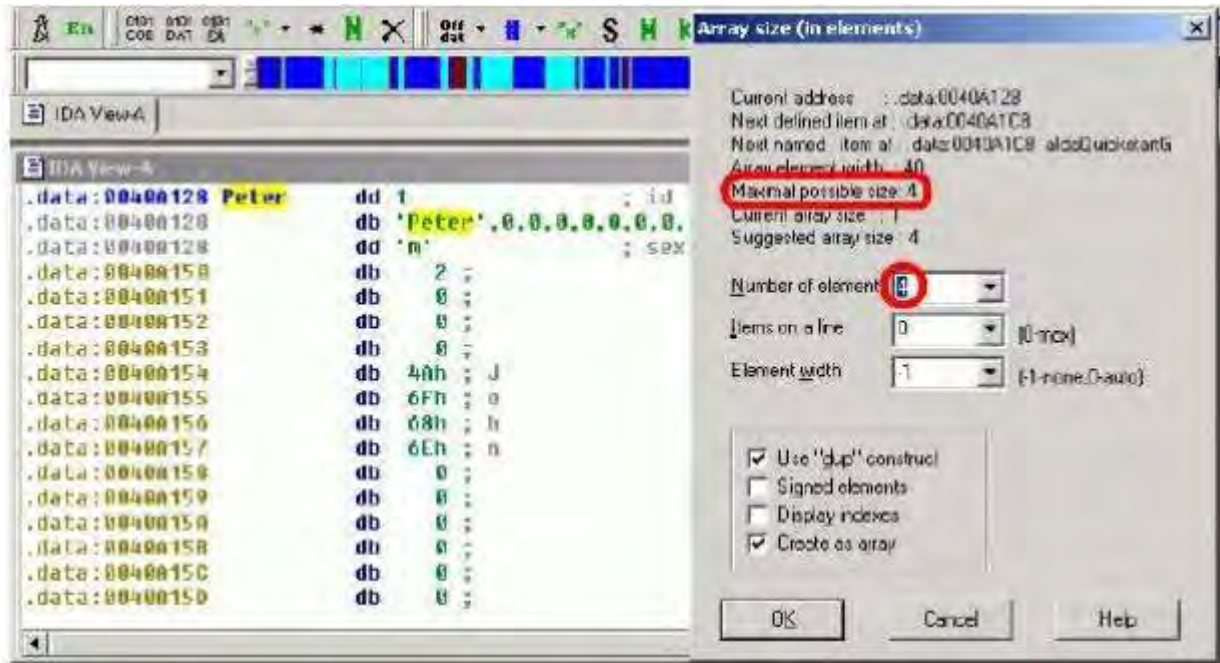 En
Off
dat
S
Array size (in elements)
IDA View-A
IDA View-A
.data:0040A128 Peter dd 1 ; id
.data:0040A128 db 'Peter',0,0,0,0,0,0,0,
.data:0040A128 dd 'm' ; sex
.data:0040A150 db 2 ;
.data:0040A151 db 0 ;
.data:0040A152 db 0 ;
.data:0040A153 db 0 ;
.data:0040A154 db 4Ah ; J
.data:0040A155 db 6Fh ; o
.data:0040A156 db 68h ; h
.data:0040A157 db 6Eh ; n
.data:0040A158 db 0 ;
.data:0040A159 db 0 ;
.data:0040A15A db 0 ;
.data:0040A15B db 0 ;
.data:0040A15C db 0 ;
.data:0040A15D db 0 ;
Current address : .data:0040A128
Next defined item at : .data:0040A1C8
Next named item at : .data:0040A1C8
Array element width : 40
Maximal possible size: 4
Current array size : 1
Suggested array size : 4
Number of element 4
Items on a line 0 (0-max)
Element width -1 (-1-none,0-auto)
Use "dup" construct
Signed elements
Display indexes
Create as array
OK Cancel Help